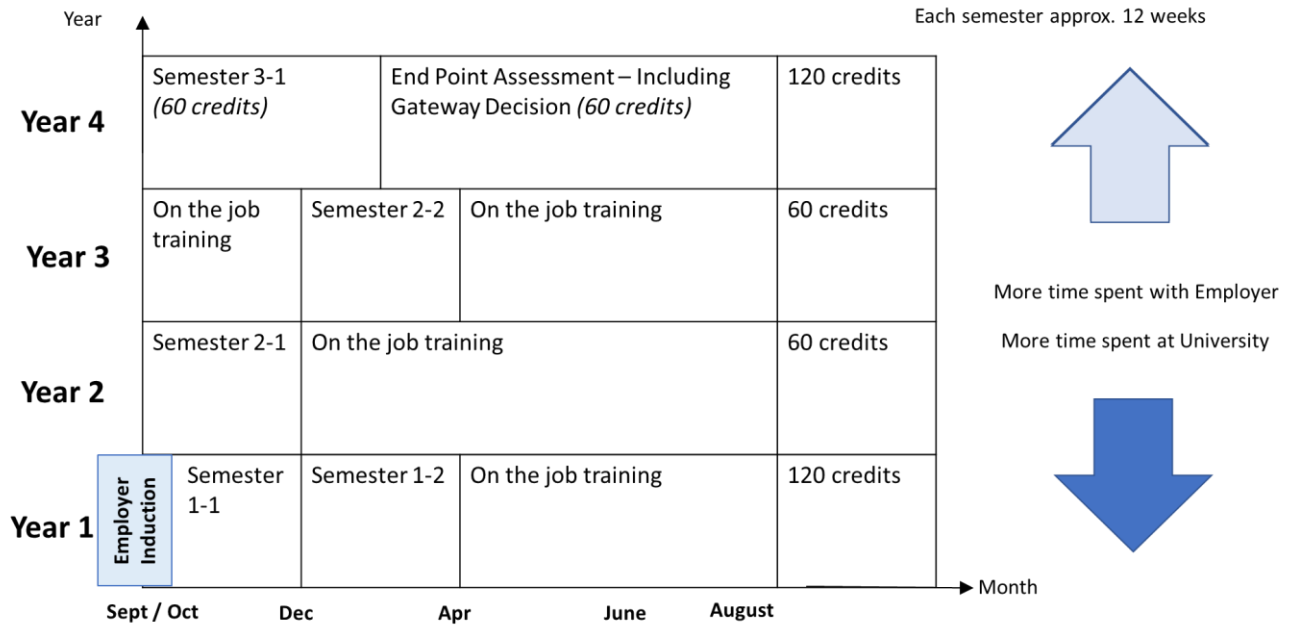 Year
Each semester approx. 12 weeks
Year 4
Semester 3-1
(60 credits)
End Point Assessment – Including
Gateway Decision (60 credits)
120 credits
Year 3
On the job
training
Semester 2-2
On the job training
60 credits
More time spent with Employer
More time spent at University
Year 2
Semester 2-1
On the job training
60 credits
Year 1
Employer
Induction
Semester
1-1
Semester 1-2
On the job training
120 credits
Month
Sept / Oct
Dec
Apr
June
August